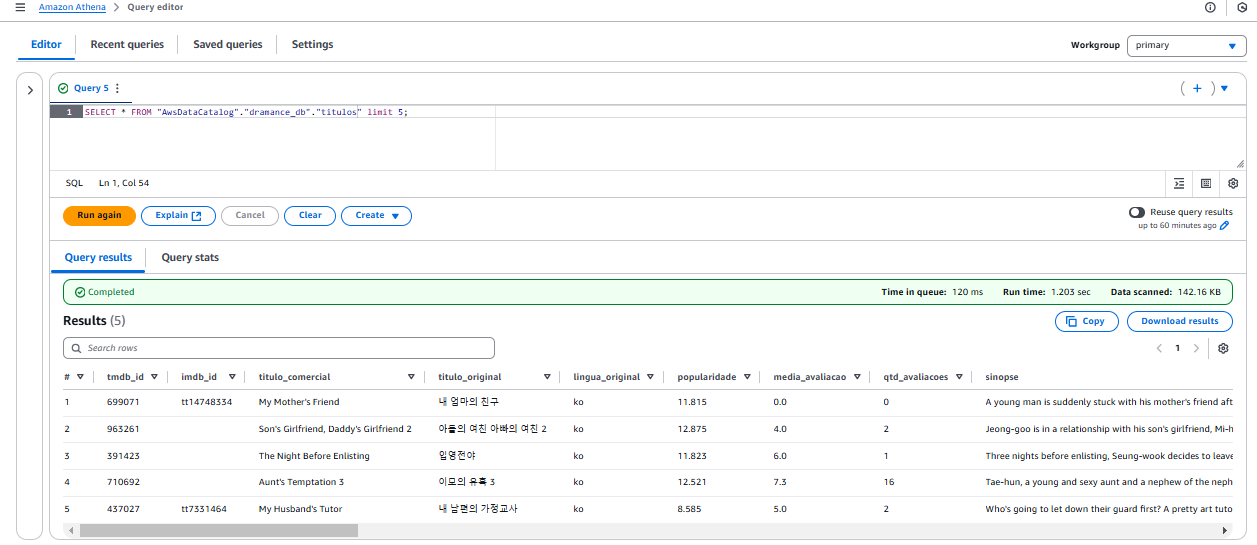 Amazon Athena > Query editor
Editor Recent queries Saved queries Settings Workgroup primary
Query 5
1 SELECT * FROM "AwsDataCatalog"."dramance_db"."titulos" limit 5;
SQL Ln 1, Col 54
Run again Explain Cancel Clear Create Reuse query results
up to 60 minutes ago
Query results Query stats
Completed Time in queue: 120 ms Run time: 1.203 sec Data scanned: 142.16 KB
Results (5) Copy Download results
Search rows 1
# tmdb_id imdb_id titulo_comercial titulo_original lingua_original popularidade media_avaliacao qtd_avaliacoes sinopse
1 699071 tt14748334 My Mother's Friend 내 엄마의 친구 ko 11.815 0.0 0 A young man is suddenly stuck with his mother's friend aft
2 963261 Son's Girlfriend, Daddy's Girlfriend 2 아들의 여친 아빠의 여친 2 ko 12.875 4.0 2 Jeong-goo is in a relationship with his son's girlfriend, Mi-h
3 391423 The Night Before Enlisting 입영전야 ko 11.823 6.0 1 Three nights before enlisting, Seung-wook decides to leave
4 710692 Aunt's Temptation 3 이모의 유혹 3 ko 12.521 7.3 16 Tae-hun, a young and sexy aunt and a nephew of the neph
5 437027 tt7331464 My Husband's Tutor 내 남편의 가정교사 ko 8.585 5.0 2 Who's going to let down their guard first? A pretty art tuto